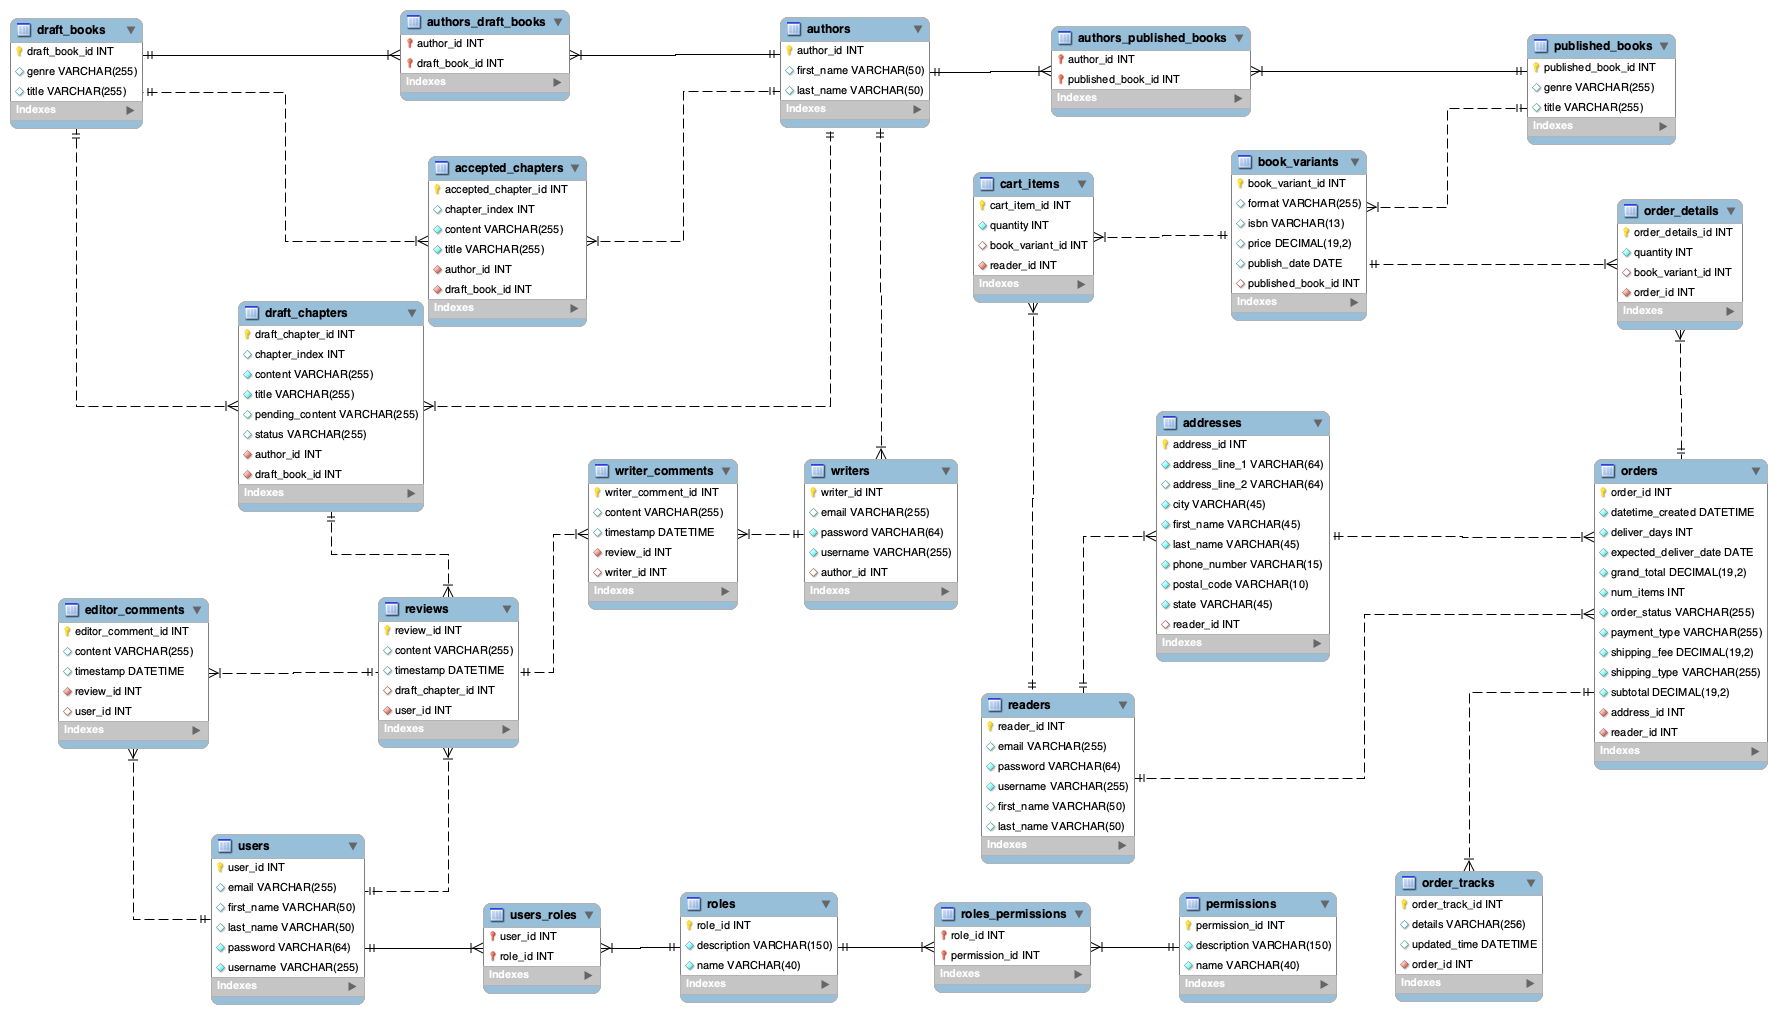 draft_books
draft_book_id INT
genre VARCHAR(255)
title VARCHAR(255)
Indexes
authors_draft_books
author_id INT
draft_book_id INT
Indexes
authors
author_id INT
first_name VARCHAR(50)
last_name VARCHAR(50)
Indexes
authors_published_books
author_id INT
published_book_id INT
Indexes
published_books
published_book_id INT
genre VARCHAR(255)
title VARCHAR(255)
Indexes
accepted_chapters
accepted_chapter_id INT
chapter_index INT
content VARCHAR(255)
title VARCHAR(255)
author_id INT
draft_book_id INT
Indexes
cart_items
cart_item_id INT
quantity INT
book_variant_id INT
reader_id INT
Indexes
book_variants
book_variant_id INT
format VARCHAR(255)
isbn VARCHAR(13)
price DECIMAL(19,2)
publish_date DATE
published_book_id INT
Indexes
order_details
order_details_id INT
quantity INT
book_variant_id INT
order_id INT
Indexes
draft_chapters
draft_chapter_id INT
chapter_index INT
content VARCHAR(255)
title VARCHAR(255)
pending_content VARCHAR(255)
status VARCHAR(255)
author_id INT
draft_book_id INT
Indexes
writer_comments
writer_comment_id INT
content VARCHAR(255)
timestamp DATETIME
review_id INT
writer_id INT
Indexes
writers
writer_id INT
email VARCHAR(255)
password VARCHAR(64)
username VARCHAR(255)
author_id INT
Indexes
addresses
address_id INT
address_line_1 VARCHAR(64)
address_line_2 VARCHAR(64)
city VARCHAR(45)
first_name VARCHAR(45)
last_name VARCHAR(45)
phone_number VARCHAR(15)
postal_code VARCHAR(10)
state VARCHAR(45)
reader_id INT
Indexes
orders
order_id INT
datetime_created DATETIME
deliver_days INT
expected_deliver_date DATE
grand_total DECIMAL(19,2)
num_items INT
order_status VARCHAR(255)
payment_type VARCHAR(255)
shipping_fee DECIMAL(19,2)
shipping_type VARCHAR(255)
subtotal DECIMAL(19,2)
address_id INT
reader_id INT
Indexes
editor_comments
editor_comment_id INT
content VARCHAR(255)
timestamp DATETIME
review_id INT
user_id INT
Indexes
reviews
review_id INT
content VARCHAR(255)
timestamp DATETIME
draft_chapter_id INT
user_id INT
Indexes
readers
reader_id INT
email VARCHAR(255)
password VARCHAR(64)
username VARCHAR(255)
first_name VARCHAR(50)
last_name VARCHAR(50)
Indexes
users
user_id INT
email VARCHAR(255)
first_name VARCHAR(50)
last_name VARCHAR(50)
password VARCHAR(64)
username VARCHAR(255)
Indexes
users_roles
user_id INT
role_id INT
Indexes
roles
role_id INT
description VARCHAR(150)
name VARCHAR(40)
Indexes
roles_permissions
role_id INT
permission_id INT
Indexes
permissions
permission_id INT
description VARCHAR(150)
name VARCHAR(40)
Indexes
order_tracks
order_track_id INT
details VARCHAR(256)
updated_time DATETIME
order_id INT
Indexes